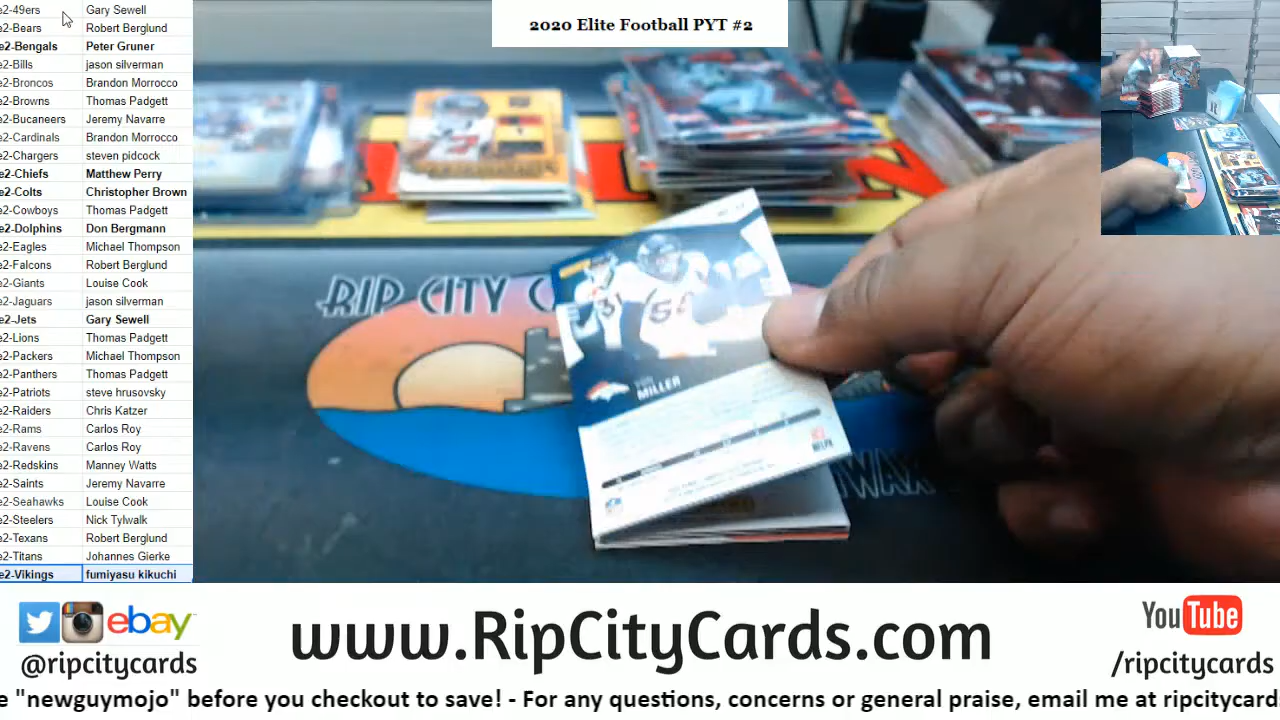 2020 Elite Football PYT #2
e2-49ers Gary Sewell
e2-Bears Robert Berglund
e2-Bengals Peter Gruner
e2-Bills jason silverman
e2-Broncos Brandon Morrocco
e2-Browns Thomas Padgett
e2-Bucaneers Jeremy Navarre
e2-Cardinals Brandon Morrocco
e2-Chargers steven pidcock
e2-Chiefs Matthew Perry
e2-Colts Christopher Brown
e2-Cowboys Thomas Padgett
e2-Dolphins Don Bergmann
e2-Eagles Michael Thompson
e2-Falcons Robert Berglund
e2-Giants Louise Cook
e2-Jaguars jason silverman
e2-Jets Gary Sewell
e2-Lions Thomas Padgett
e2-Packers Michael Thompson
e2-Panthers Thomas Padgett
e2-Patriots steve hrusovsky
e2-Raiders Chris Katzer
e2-Rams Carlos Roy
e2-Ravens Carlos Roy
e2-Redskins Manney Watts
e2-Saints Jeremy Navarre
e2-Seahawks Louise Cook
e2-Steelers Nick Tylwalk
e2-Texans Robert Berglund
e2-Titans Johannes Gierke
e2-Vikings fumiyasu kikuchi
RIP CITY
MILLER
WAX
ebay
@ripcitycards
www.RipCityCards.com
YouTube
/ripcitycards
e "newguymojo" before you checkout to save! - For any questions, concerns or general praise, email me at ripcitycards